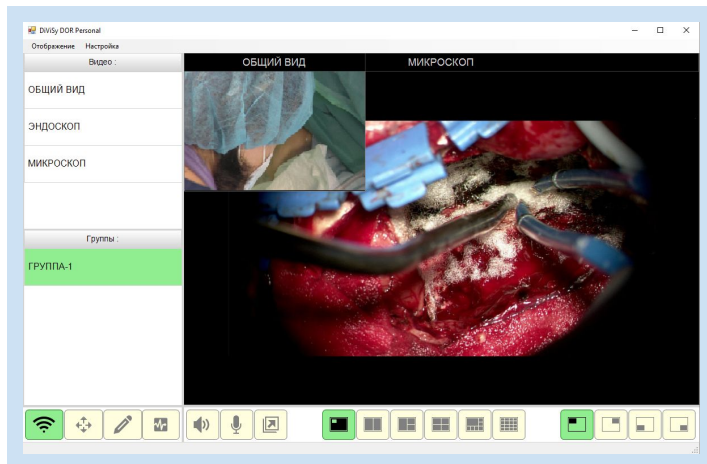 DiViSy DOR Personal
Отображение Настройка
Видео :
ОБЩИЙ ВИД
ЭНДОСКОП
МИКРОСКОП
Группы :
ГРУППА-1
ОБЩИЙ ВИД
МИКРОСКОП